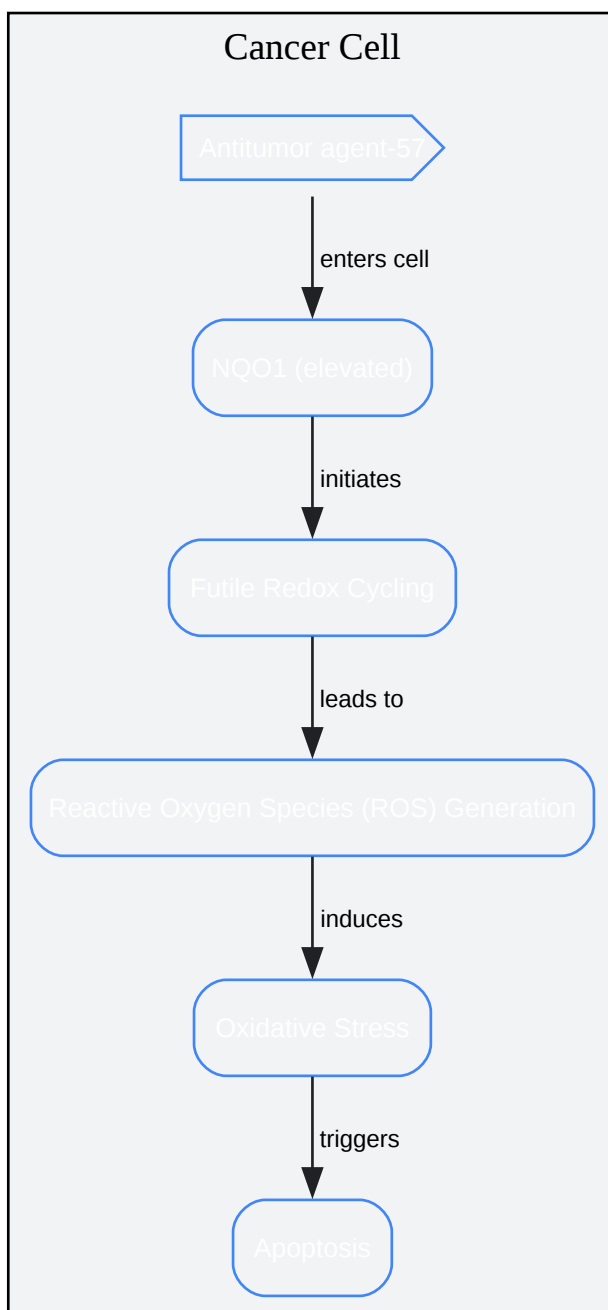 Cancer Cell
Antitumor agent-57
enters cell
NQO1 (elevated)
initiates
Futile Redox Cycling
leads to
Reactive Oxygen Species (ROS) Generation
induces
Oxidative Stress
triggers
Apoptosis